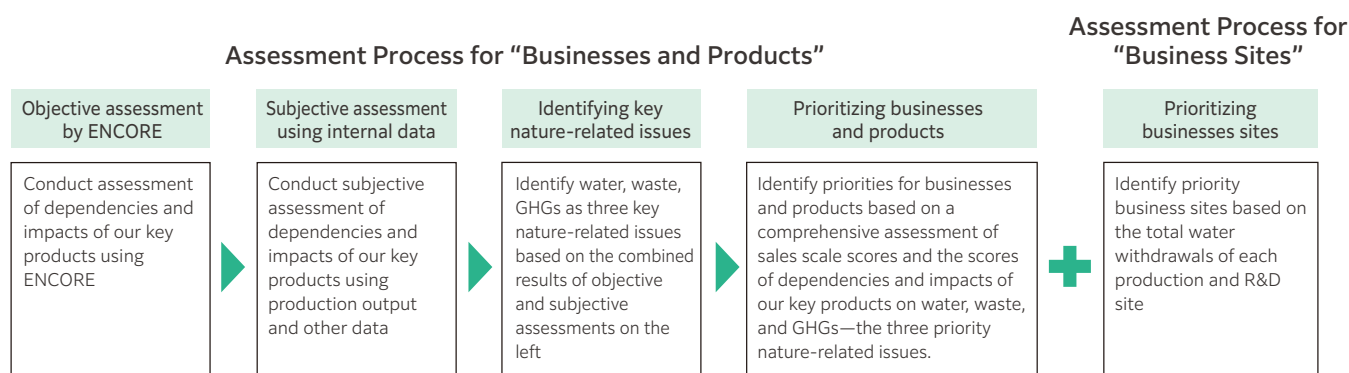 Assessment Process for “Businesses and Products”
Assessment Process for
“Business Sites”
Objective assessment
by ENCORE
Conduct assessment
of dependencies and
impacts of our key
products using
ENCORE
Subjective assessment
using internal data
Conduct subjective
assessment of
dependencies and
impacts of our key
products using
production output
and other data
Identifying key
nature-related issues
Identify water, waste,
GHGs as three key
nature-related issues
based on the combined
results of objective
and subjective
assessments on the
left
Prioritizing businesses
and products
Identify priorities for businesses
and products based on a
comprehensive assessment of
sales scale scores and the scores
of dependencies and impacts of
our key products on water, waste,
and GHGs—the three priority
nature-related issues.
Prioritizing
businesses sites
Identify priority
business sites based on
the total water
withdrawals of each
production and R&D
site